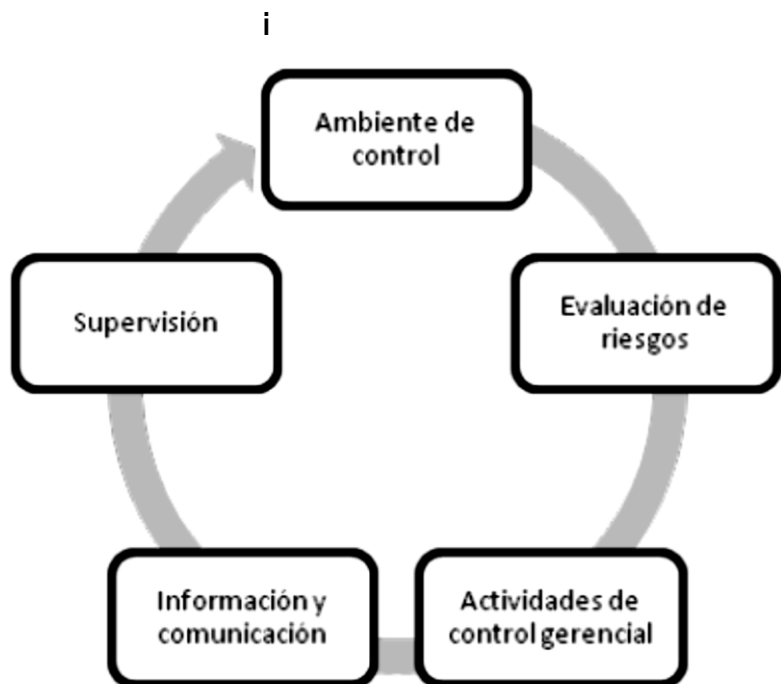 i
Ambiente de
control
Evaluación de
riesgos
Actividades de
control gerencial
Información y
comunicación
Supervisión